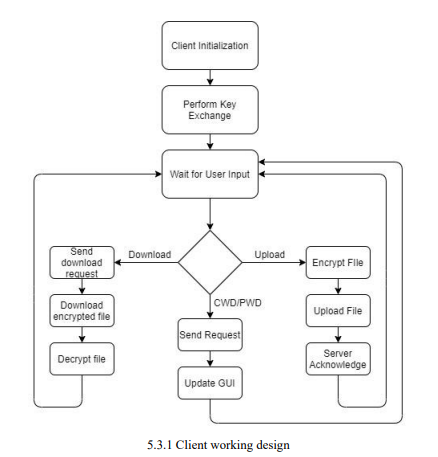 Client Initialization
Perform Key
Exchange
Wait for User Input
Send
download
request
Download
Upload
Encrypt File
Download
encrypted file
CWD/PWD
Upload File
Send Request
Decrypt file
Server
Acknowledge
Update GUI
5.3.1 Client working design